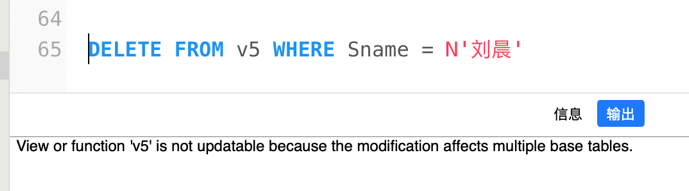 64
65 DELETE FROM v5 WHERE Sname = N'刘晨'
信息 输出
View or function 'v5' is not updatable because the modification affects multiple base tables.